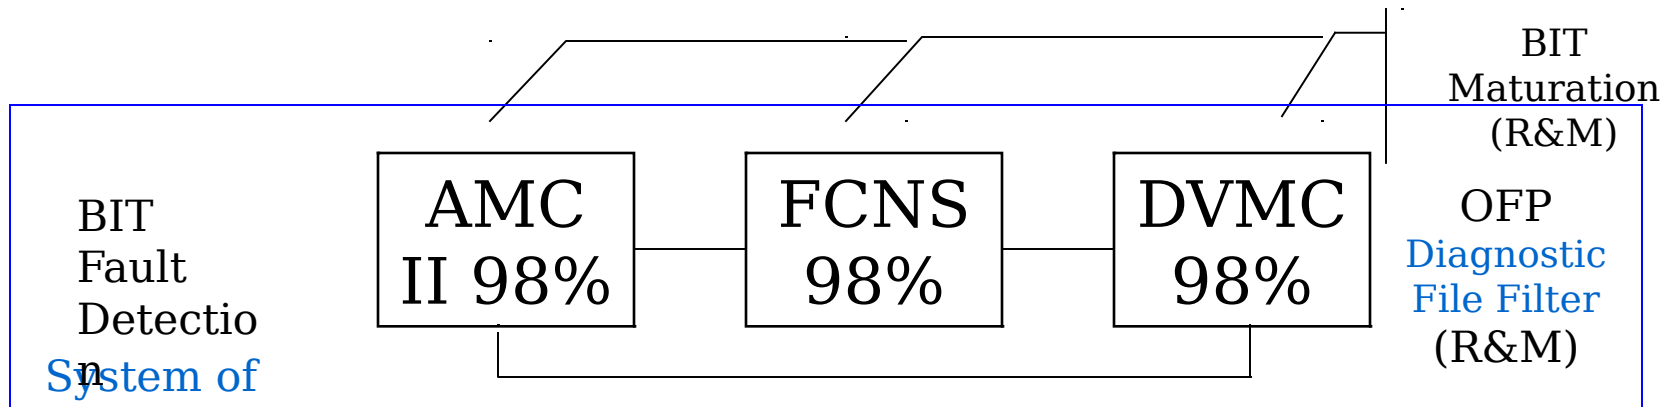 BIT
Maturation
(R&M)
BIT
Fault
Detectio
n
System of
AMC
II 98%
FCNS
98%
DVMC
98%
OFP
Diagnostic
File Filter
(R&M)